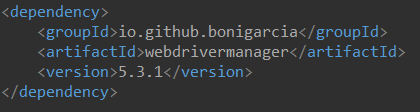 <dependency>
    <groupId>io.github.bonigarcia</groupId>
    <artifactId>webdrivermanager</artifactId>
    <version>5.3.1</version>
</dependency>